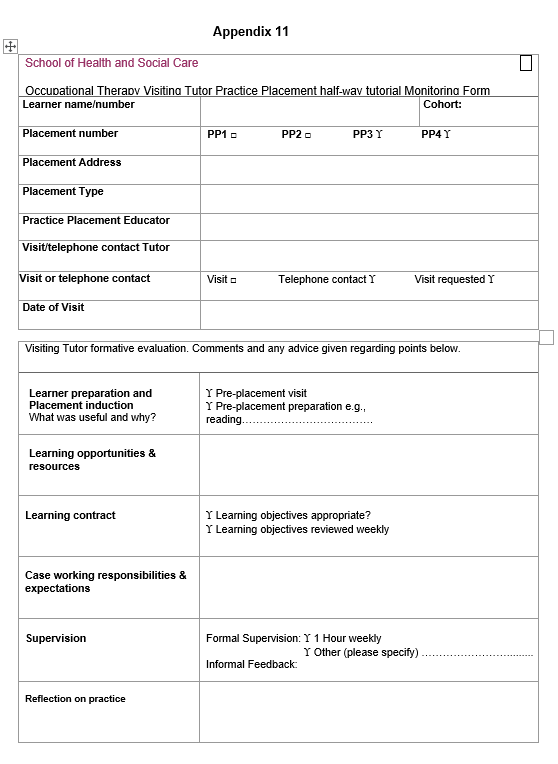 Appendix 11
School of Health and Social Care
Occupational Therapy Visiting Tutor Practice Placement half-way tutorial Monitoring Form
Learner name/number Cohort:
Placement number PP1 □ PP2 □ PP3 ϒ PP4 ϒ
Placement Address
Placement Type
Practice Placement Educator
Visit/telephone contact Tutor
Visit or telephone contact Visit □ Telephone contact ϒ Visit requested ϒ
Date of Visit
Visiting Tutor formative evaluation. Comments and any advice given regarding points below.
Learner preparation and
Placement induction
What was useful and why?
ϒ Pre-placement visit
ϒ Pre-placement preparation e.g.,
reading………………………………
Learning opportunities &
resources
Learning contract
ϒ Learning objectives appropriate?
ϒ Learning objectives reviewed weekly
Case working responsibilities &
expectations
Supervision
Formal Supervision: ϒ 1 Hour weekly
ϒ Other (please specify) ……………………..........
Informal Feedback:
Reflection on practice